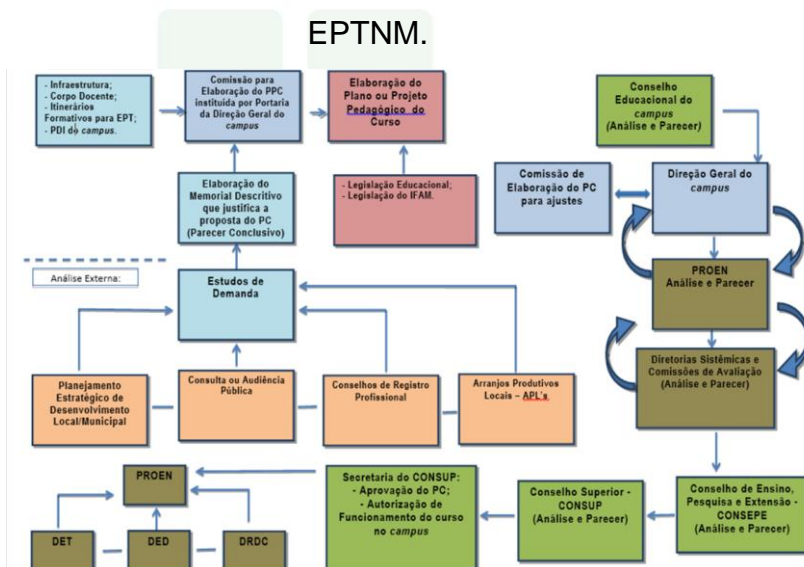 EPTNM.
- Infraestrutura;
- Corpo Docente;
- Itinerários
Formativos para EPT;
- PDI do campus.
Comissão para
Elaboração do PPC
instituída por Portaria
da Direção Geral do
campus
Elaboração do
Plano ou Projeto
Pedagógico do
Curso
Conselho
Educacional do
campus
(Análise e Parecer)
Elaboração do
Memorial Descritivo
que justifica a
proposta do PC
(Parecer Conclusivo)
- Legislação Educacional;
- Legislação do IFAM.
Comissão de
Elaboração do PC
para ajustes
Direção Geral do
campus
Análise Externa:
Estudos de
Demanda
PROEN
Análise e Parecer
Diretorias Sistêmicas e
Comissões de Avaliação
(Análise e Parecer)
Planejamento
Estratégico de
Desenvolvimento
Local/Municipal
Consulta ou Audiência
Pública
Conselhos de Registro
Profissional
Arranjos Produtivos
Locais – APL's
PROEN
DET
DED
DRDC
Secretaria do CONSUP:
- Aprovação do PC;
- Autorização de
Funcionamento do curso
no campus
Conselho Superior -
CONSUP
(Análise e Parecer)
Conselho de Ensino,
Pesquisa e Extensão -
CONSEPE
(Análise e Parecer)